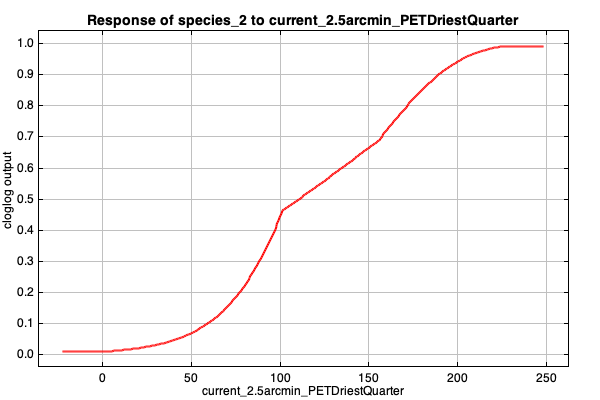 Response of species_2 to current_2.5arcmin_PETDriestQuarter
1.0
0.9
0.8
0.7
0.6
0.5
0.4
0.3
0.2
0.1
0.0
cloglog output
0 50 100 150 200 250
current_2.5arcmin_PETDriestQuarter